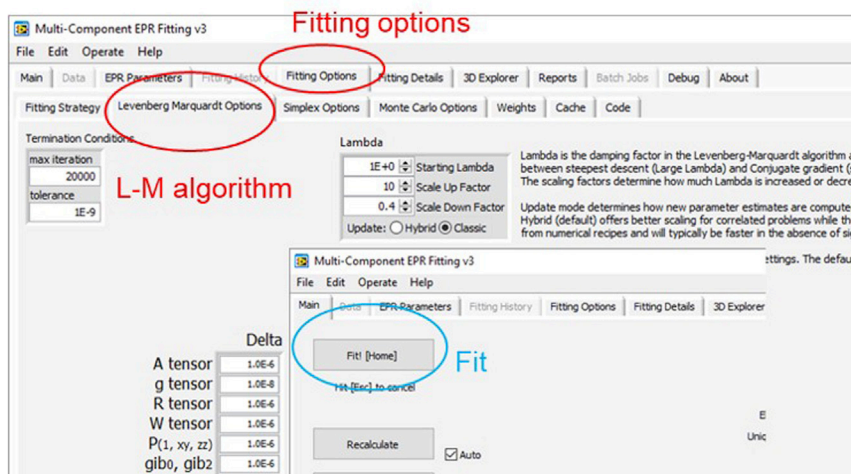 Fitting options
Multi-Component EPR Fitting v3
File Edit Operate Help
Main Data EPR Parameters Fitting History Fitting Options Fitting Details 3D Explorer Reports Batch Jobs Debug About
Fitting Strategy Levenberg Marquardt Options Simplex Options Monte Carlo Options Weights Cache Code
Termination Conditions
max iteration
20000
tolerance
1E-9
L-M algorithm
Lambda
1E+0 Starting Lambda
10 Scale Up Factor
0.4 Scale Down Factor
Update: Hybrid Classic
Lambda is the damping factor in the Levenberg-Marquardt algorithm a
between steepest descent (Large Lambda) and Conjugate gradient (
The scaling factors determine how much Lambda is increased or decre
Update mode determines how new parameter estimates are compute
Hybrid (default) offers better scaling for correlated problems while th
from numerical recipes and will typically be faster in the absence of si
ettings. The defau
Delta
A tensor 1.0E-6
g tensor 1.0E-8
R tensor 1.0E-6
W tensor 1.0E-6
P(1, xy, zz) 1.0E-6
gib0, gib2 1.0E-6
Multi-Component EPR Fitting v3
File Edit Operate Help
Main Data EPR Parameters Fitting History Fitting Options Fitting Details 3D Explorer
Fit! [Home]
Fit
Hit [Esc] to cancel
E
Uniq
Recalculate
Auto